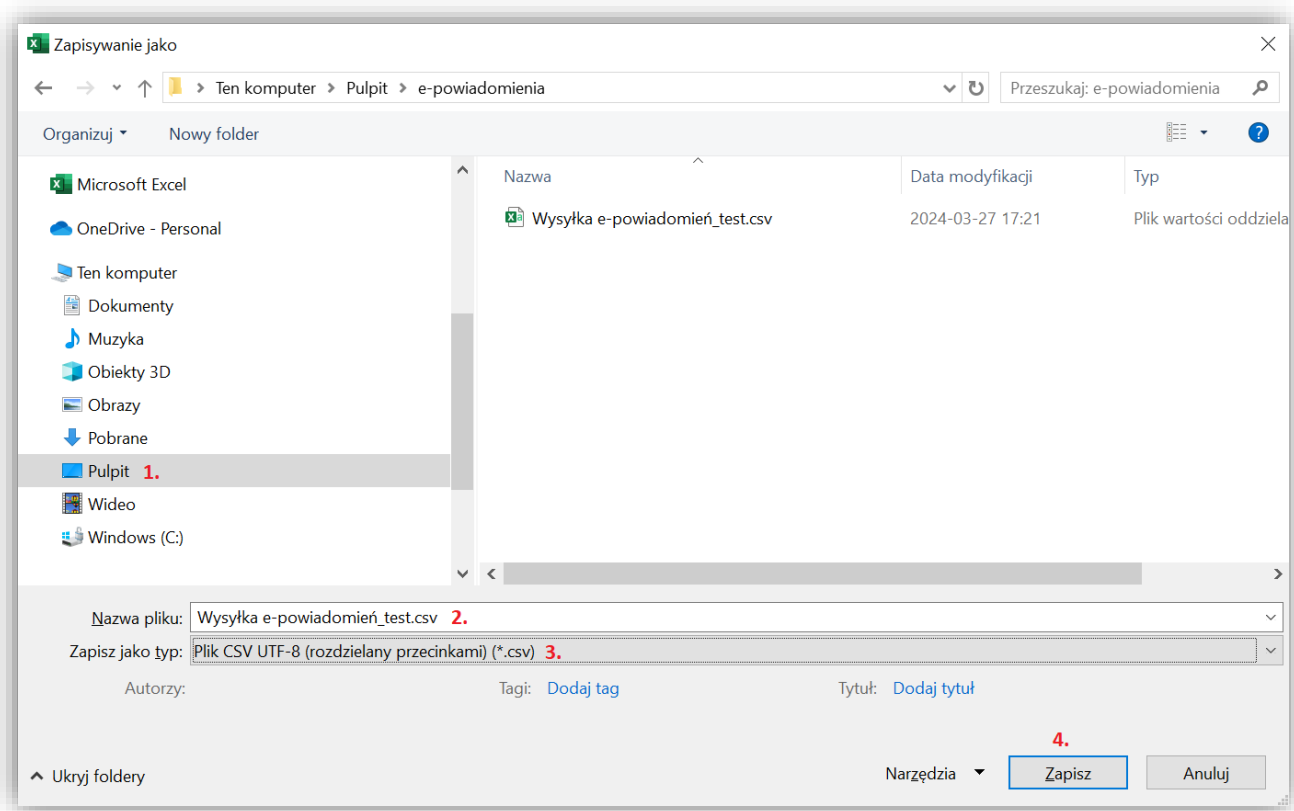 Zapisywanie jako
Ten komputer > Pulpit > e-powiadomienia
Przeszukaj: e-powiadomienia
Organizuj
Nowy folder
?
Microsoft Excel
OneDrive - Personal
Ten komputer
Dokumenty
Muzyka
Obiekty 3D
Obrazy
Pobrane
Pulpit 1.
Wideo
Windows (C:)
Nazwa Data modyfikacji Typ
Wysyłka e-powiadomień_test.csv 2024-03-27 17:21 Plik wartości oddziela
Nazwa pliku: Wysyłka e-powiadomień_test.csv 2.
Zapisz jako typ: Plik CSV UTF-8 (rozdzielany przecinkami) (*.csv) 3.
Autorzy: Tagi: Dodaj tag Tytuł: Dodaj tytuł
4.
Ukryj foldery Narzędzia Zapisz Anuluj